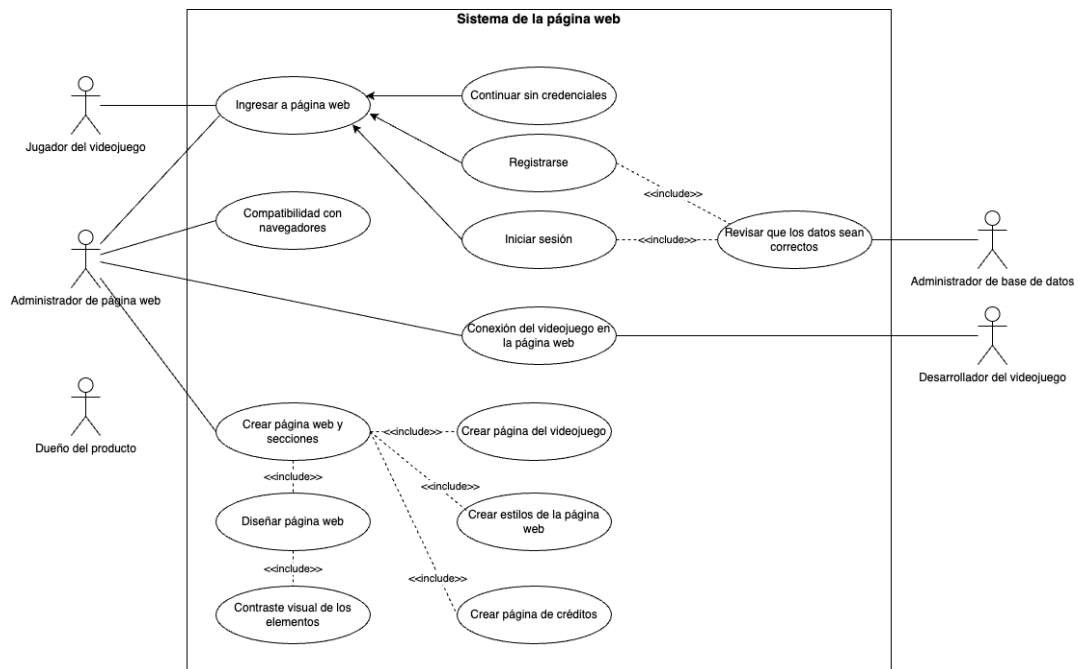 Sistema de la página web
Ingresar a página web
Continuar sin credenciales
Jugador del videojuego
Registrarse
<<include>>
Compatibilidad con
navegadores
Iniciar sesión
<<include>>
Revisar que los datos sean
correctos
Administrador de página web
Administrador de base de datos
Conexión del videojuego en
la página web
Desarrollador del videojuego
Dueño del producto
Crear página web y
secciones
<<include>>
Crear página del videojuego
<<include>>
<<include>>
Diseñar página web
Crear estilos de la página
web
<<include>>
<<include>>
Contraste visual de los
elementos
Crear página de créditos